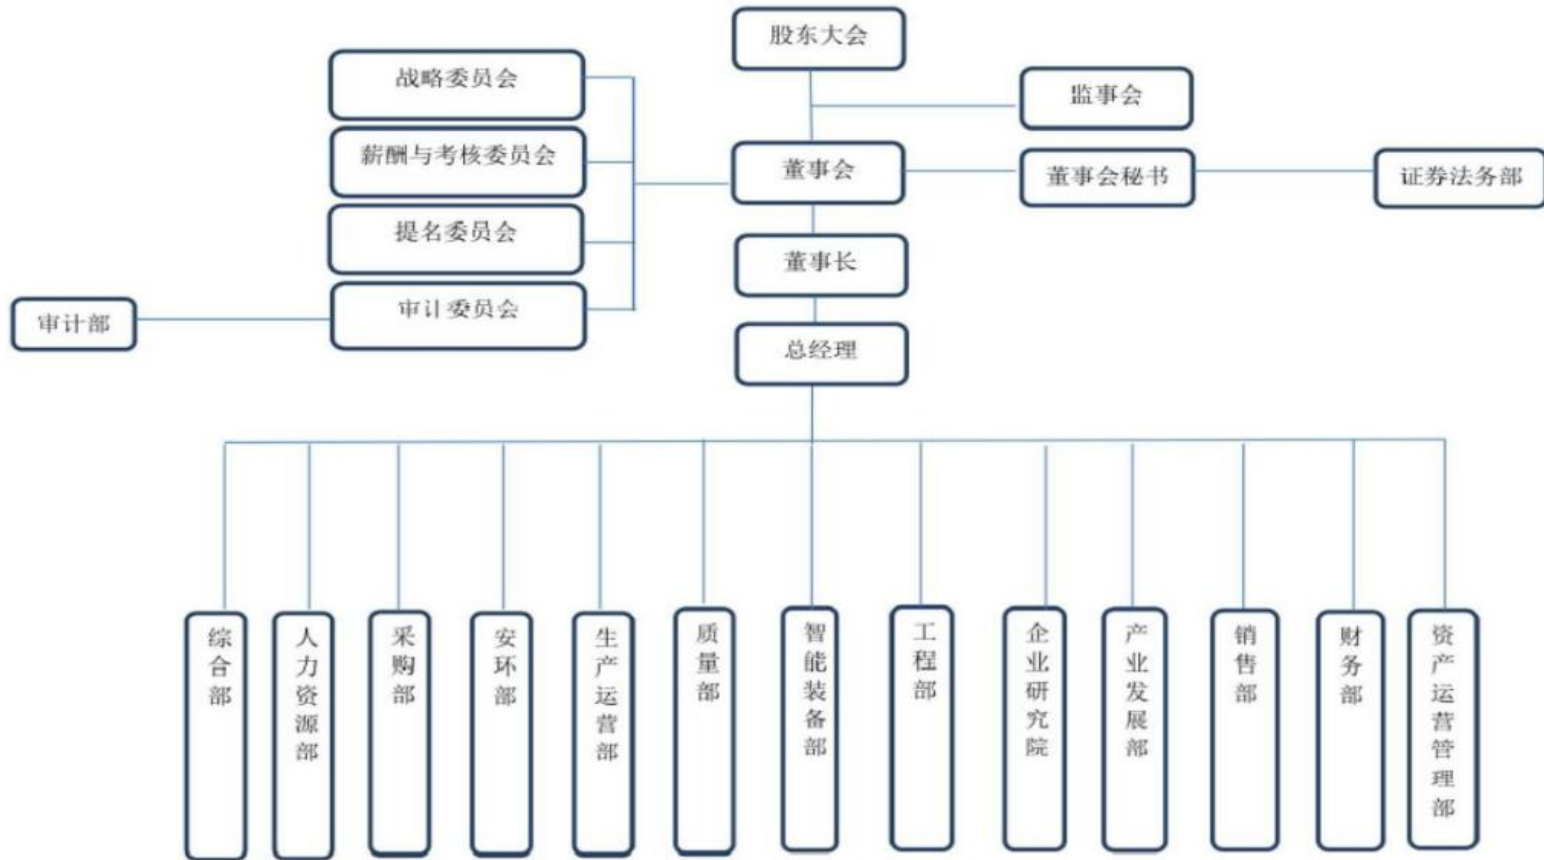 股东大会
战略委员会
监事会
薪酬与考核委员会
董事会
董事会秘书
证券法务部
提名委员会
董事长
审计委员会
审计部
总经理
综合部
人力资源部
采购部
安环部
生产运营部
质量部
智能装备部
工程部
企业研究院
产业发展部
销售部
财务部
资产运营管理部